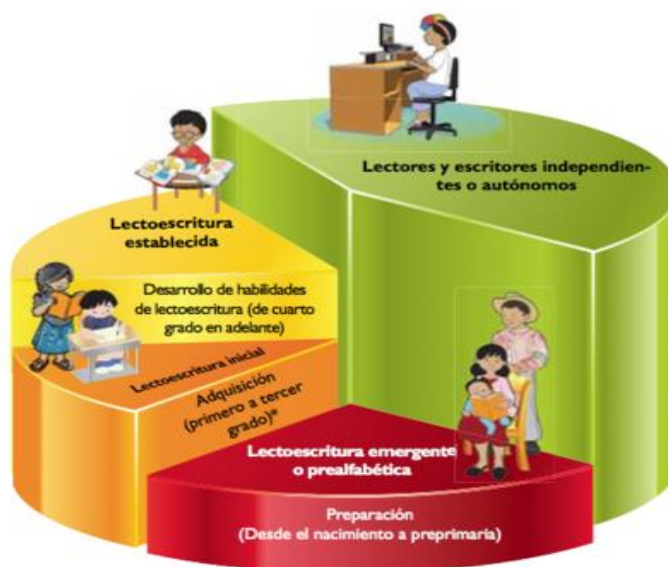 Lectores y escritores independien-
tes o autónomos
Lectoescritura
establecida
Desarrollo de habilidades
de lectoescritura (de cuarto
grado en adelante)
Lectoescritura inicial
Adquisición
(primero a tercer
grado)*
Lectoescritura emergente
o prealfabética
Preparación
(Desde el nacimiento a preprimaria)